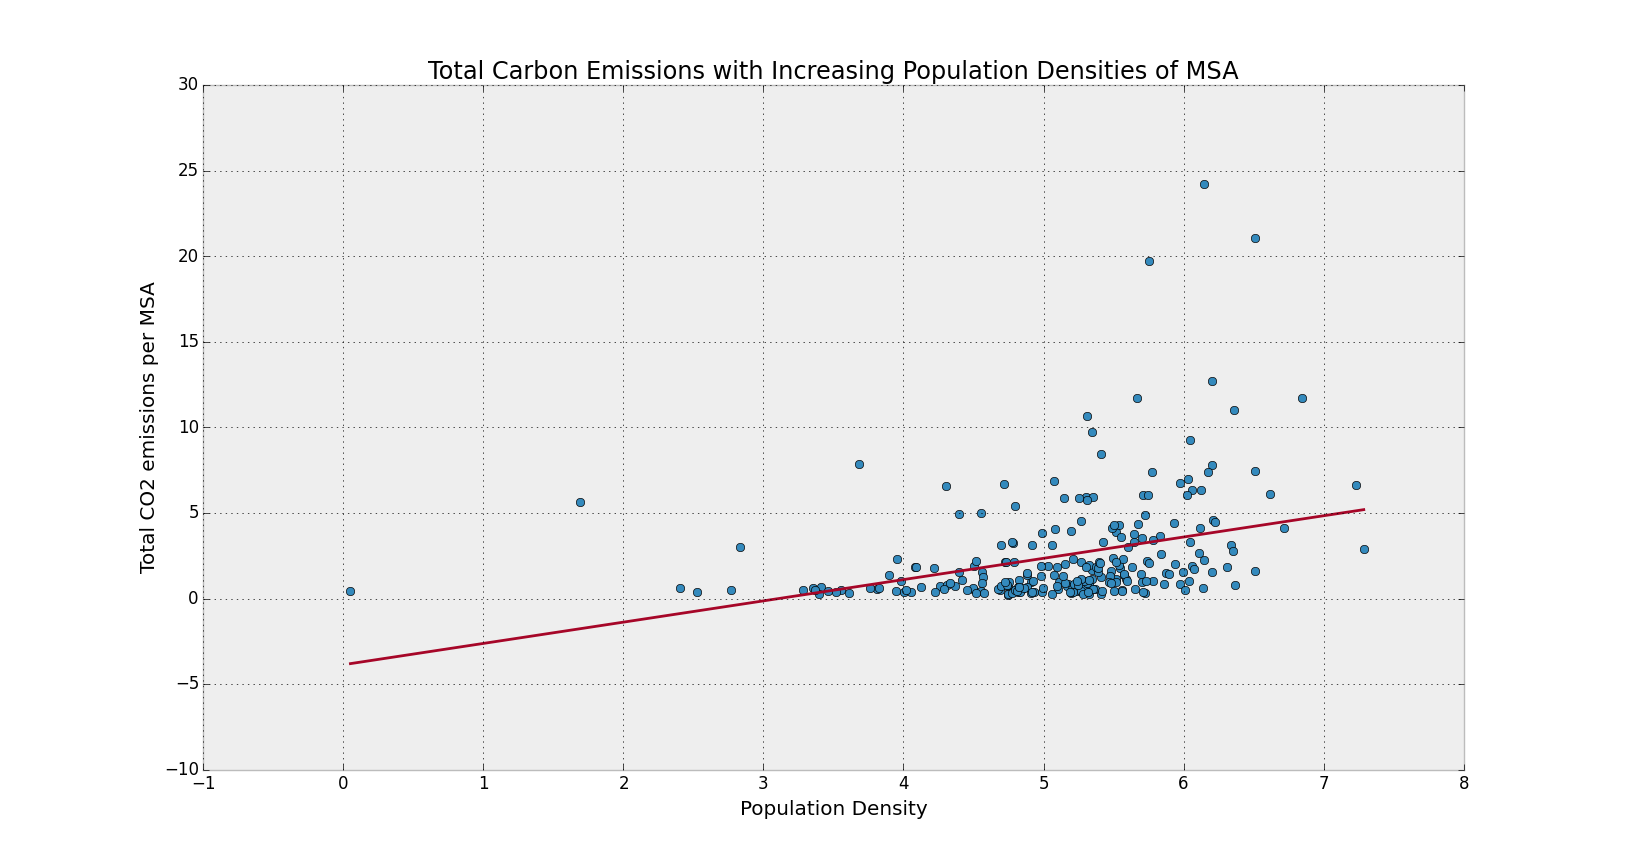 Total Carbon Emissions with Increasing Population Densities of MSA
30
25
20
15
10
5
0
−5
−10
Total CO2 emissions per MSA
−1 0 1 2 3 4 5 6 7 8
Population Density